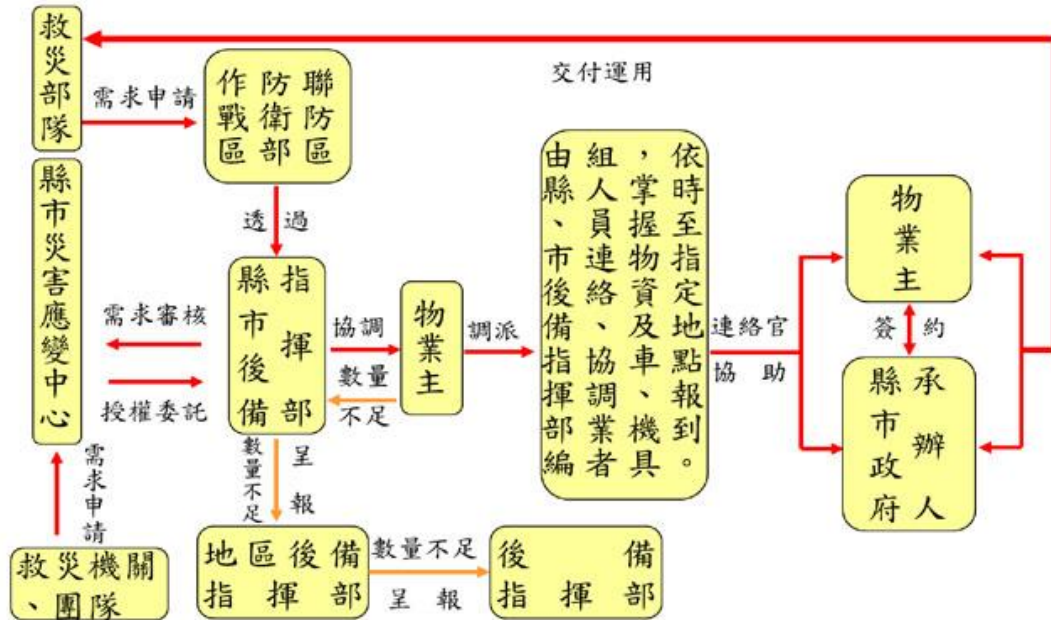 救災部隊
需求申請
作戰區
防衛部
聯防區
交付運用
透過
縣市災害應變中心
需求審核
授權委託
縣市後備
指揮部
協調
數量
不足
物業主
調派
由縣、市後備指揮部編
組人員連絡、協調業者
，掌握物資及車、機具
依時至指定地點報到。
連絡官
協助
物業主
簽約
縣市政府
承辦人
需求申請
救災機關
、團隊
數量不足
呈報
地區後備
指揮部
數量不足
呈報
後備
指揮部